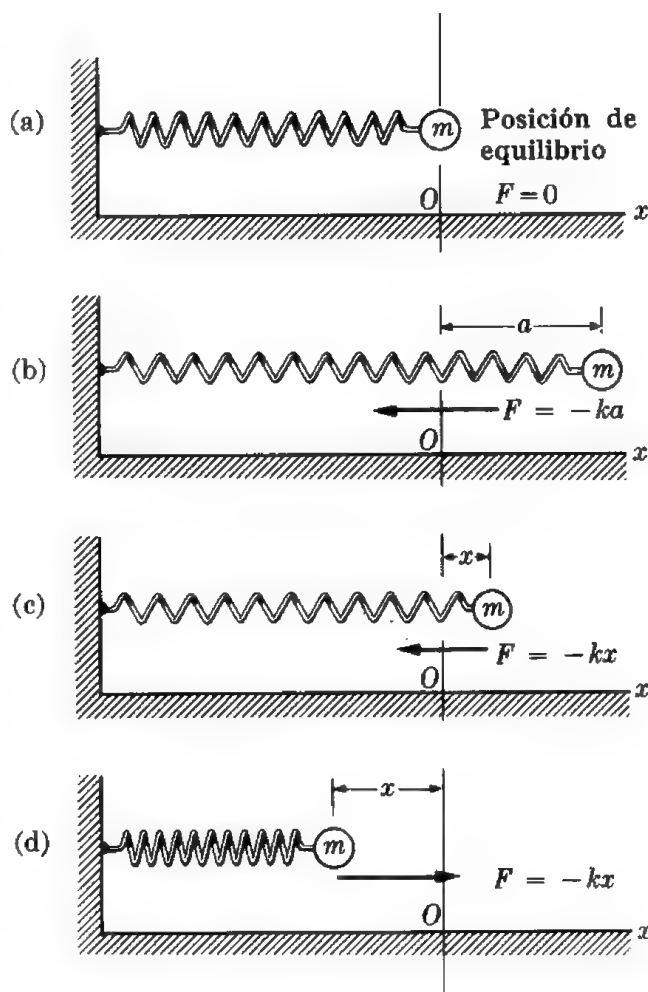 (a)
m
Posición de
equilibrio
O
F = 0
x
(b)
a
m
F = −ka
O
x
(c)
x
m
F = −kx
O
x
(d)
x
m
F = −kx
O
x